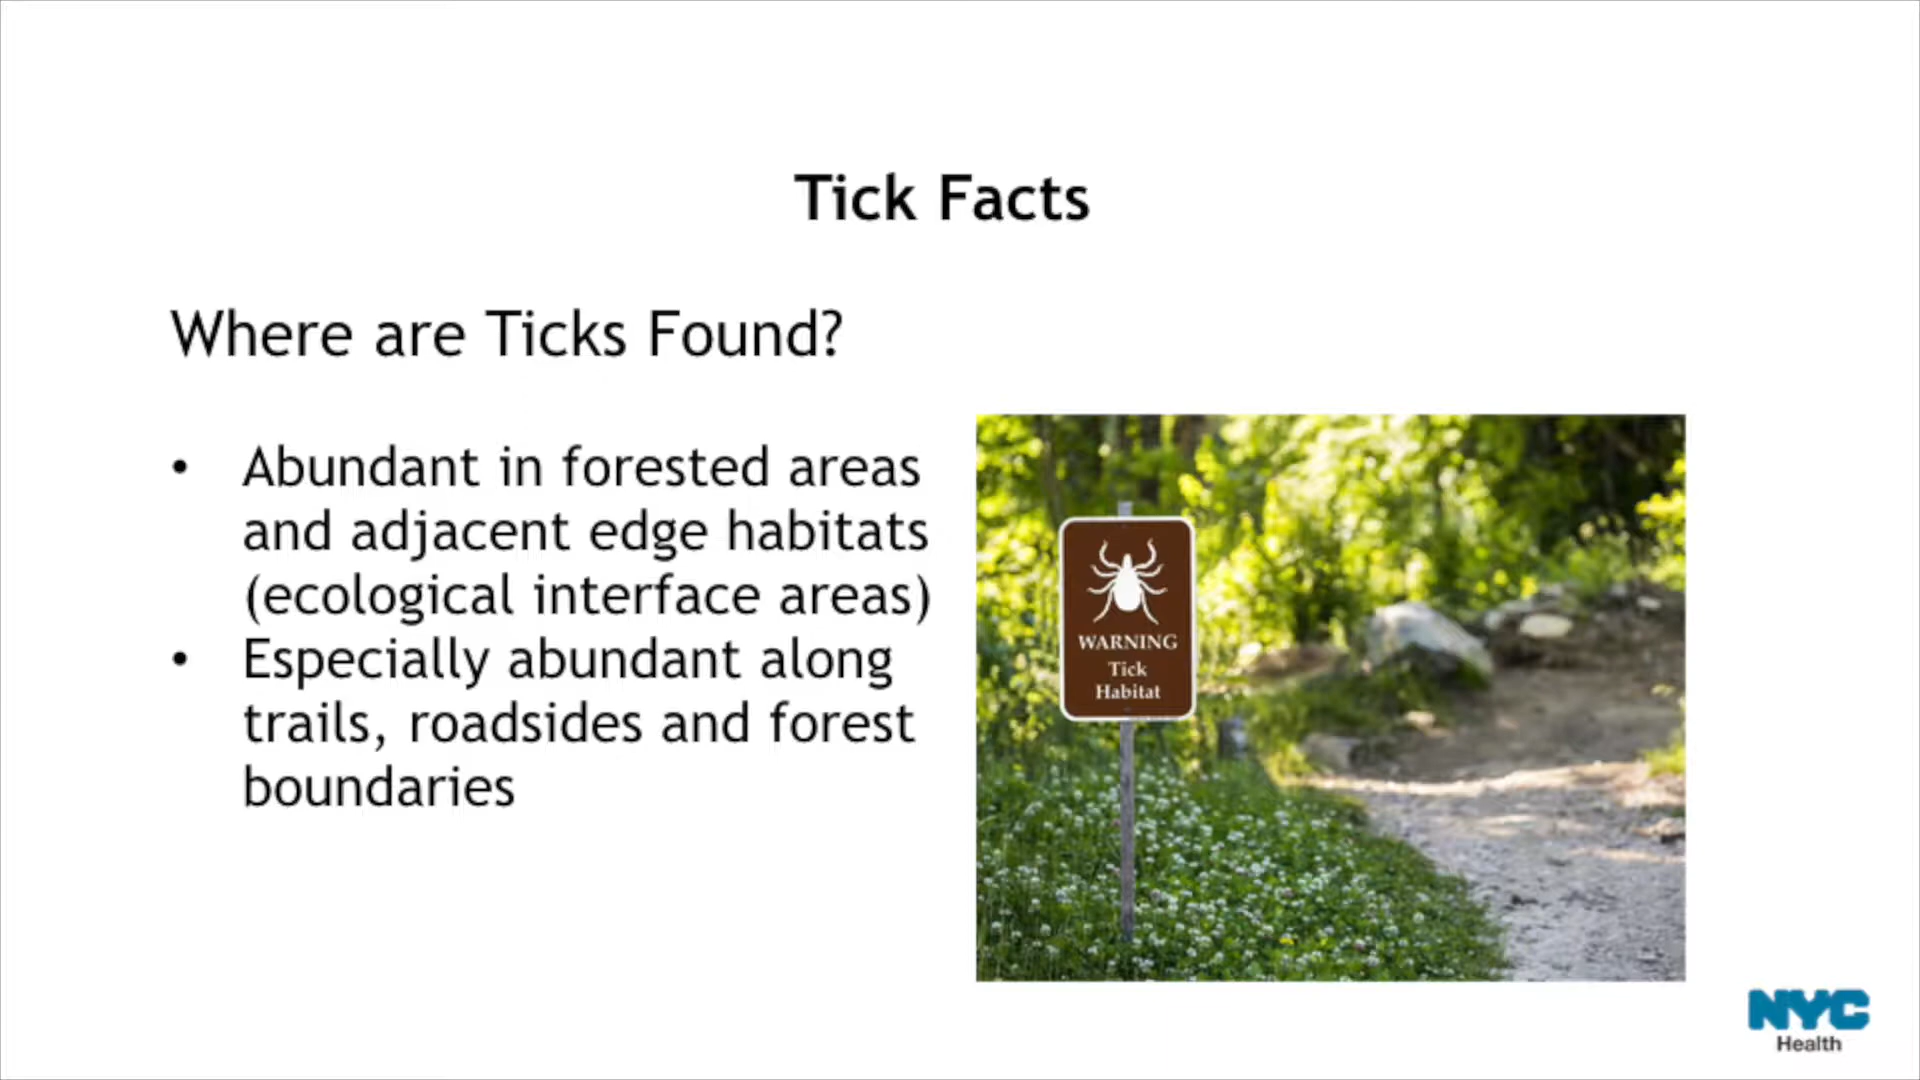 Tick Facts
Where are Ticks Found?
• Abundant in forested areas
and adjacent edge habitats
(ecological interface areas)
• Especially abundant along
trails, roadsides and forest
boundaries
WARNING
Tick
Habitat
NYC
Health